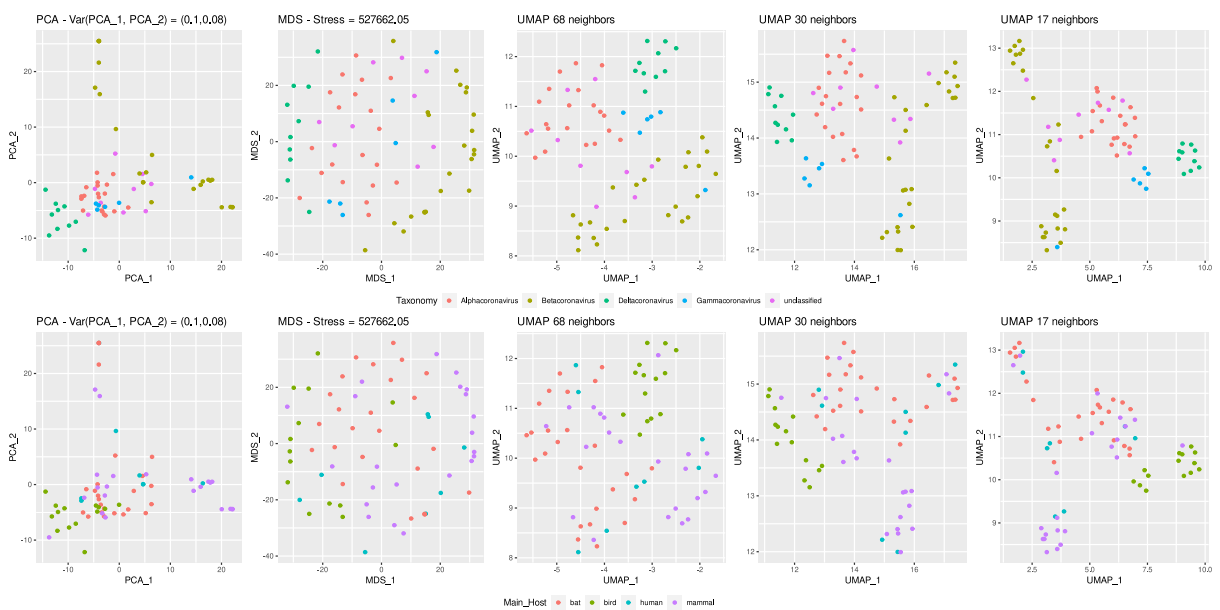 PCA - Var(PCA_1, PCA_2) = (0.1,0.08)
MDS - Stress = 527662.05
UMAP 68 neighbors
UMAP 30 neighbors
UMAP 17 neighbors
PCA_2
20
10
0
-10
-10
0
10
20
PCA_1
MDS_2
20
0
-20
-40
-20
0
20
MDS_1
UMAP_2
12
11
10
9
8
-5
-4
-3
-2
UMAP_1
UMAP_2
15
14
13
12
12
14
16
UMAP_1
UMAP_2
13
12
11
10
9
8
2.5
5.0
7.5
10.0
UMAP_1
Taxonomy
Alphacoronavirus
Betacoronavirus
Deltacoronavirus
Gammacoronavirus
unclassified
PCA - Var(PCA_1, PCA_2) = (0.1,0.08)
MDS - Stress = 527662.05
UMAP 68 neighbors
UMAP 30 neighbors
UMAP 17 neighbors
PCA_2
20
10
0
-10
-10
0
10
20
PCA_1
MDS_2
20
0
-20
-40
-20
0
20
MDS_1
UMAP_2
12
11
10
9
8
-5
-4
-3
-2
UMAP_1
UMAP_2
15
14
13
12
12
14
16
UMAP_1
UMAP_2
13
12
11
10
9
8
2.5
5.0
7.5
10.0
UMAP_1
Main_Host
bat
bird
human
mammal